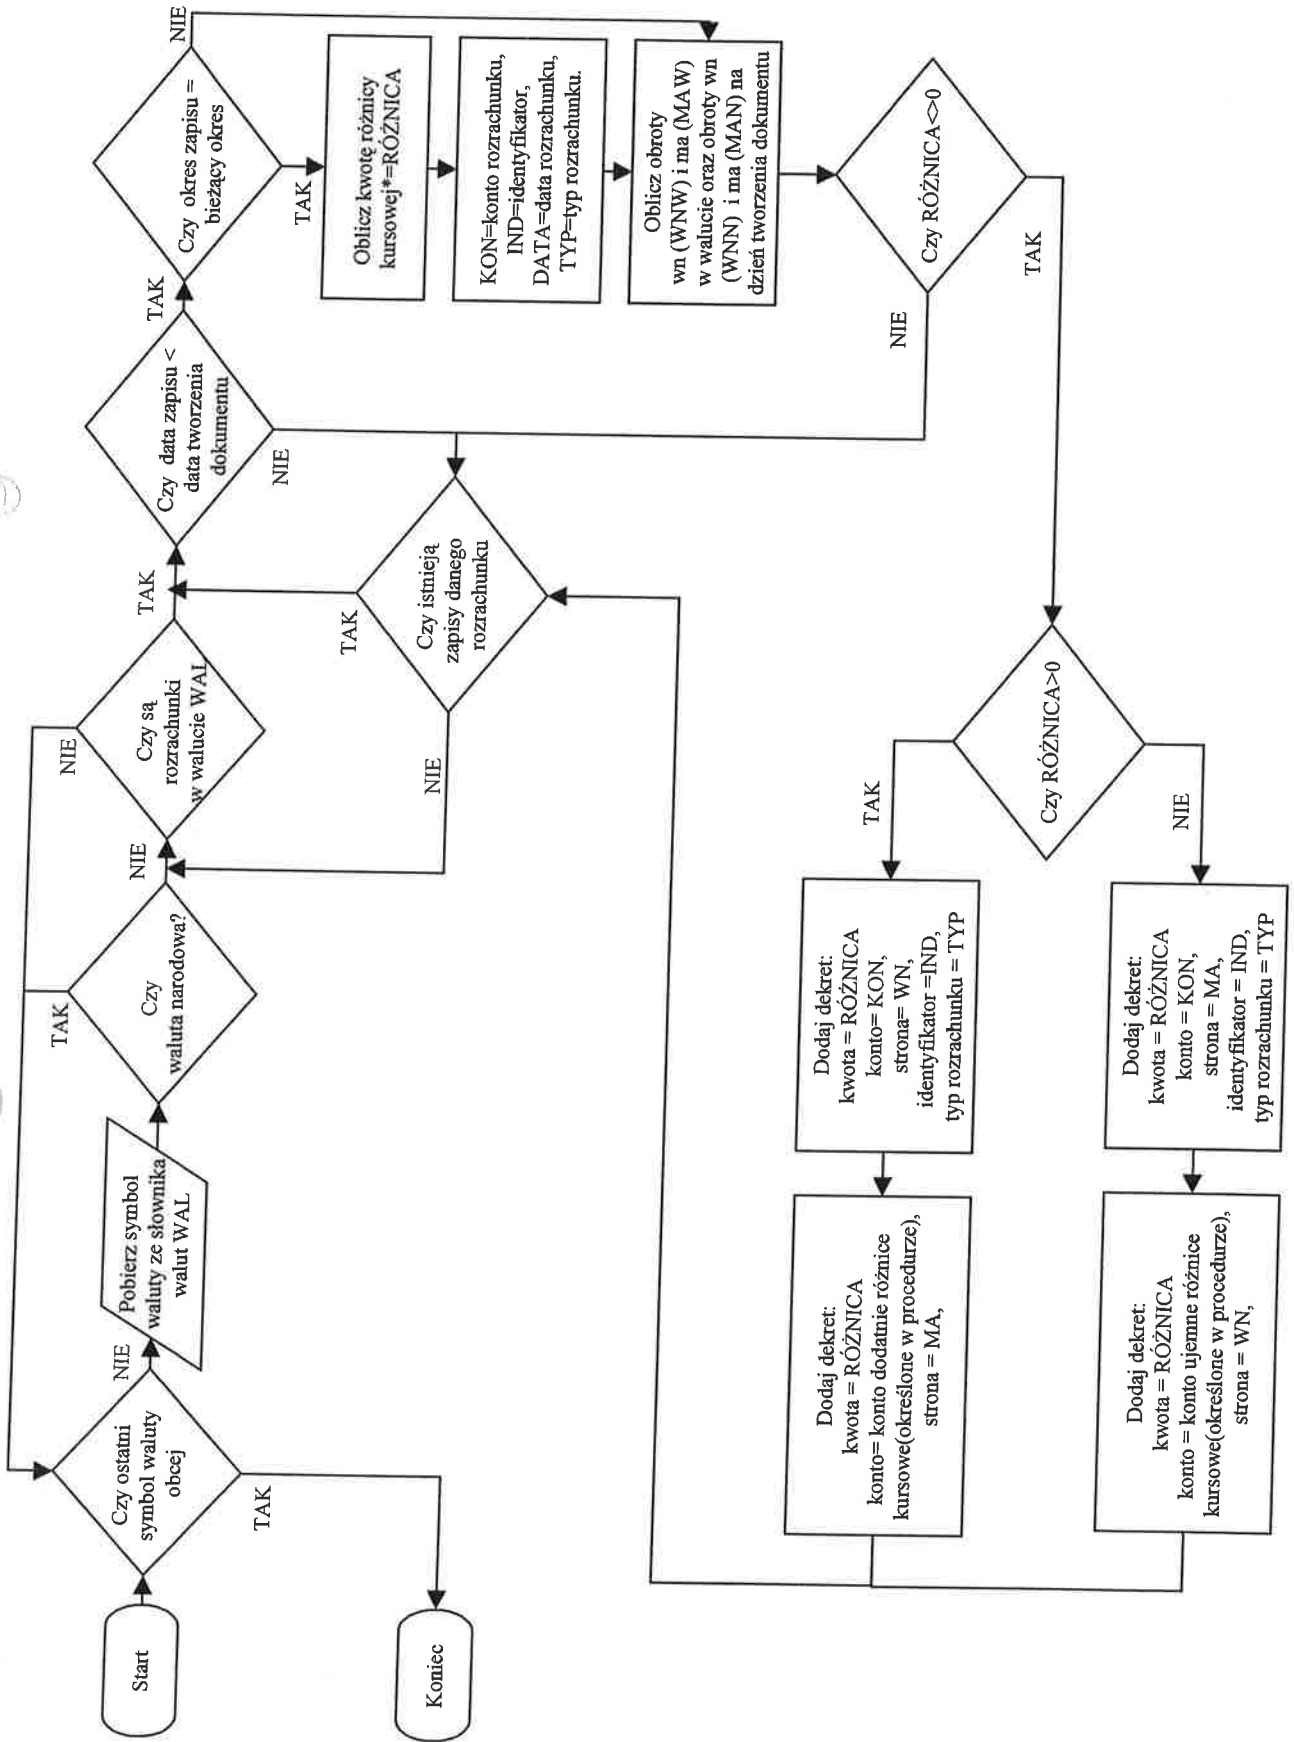 Start
Czy ostatni
symbol waluty
obcej
NIE
TAK
Koniec
Pobierz symbol
waluty ze słownika
walut WAL
Czy
waluta narodowa?
TAK
NIE
Czy są
rozrachunki
w walucie WAL
NIE
TAK
Czy data zapisu <
data tworzenia
dokumentu
TAK
NIE
Czy okres zapisu =
bieżący okres
NIE
TAK
Oblicz kwotę różnicy
kursowej*=RÓŻNICA
KON=konto rozrachunku,
IND=identyfikator,
DATA=data rozrachunku,
TYP=typ rozrachunku.
Oblicz obroty
wn (WNW) i ma (MAW)
w walucie oraz obroty wn
(WNN) i ma (MAN) na
dzień tworzenia dokumentu
Czy RÓŻNICA<>0
NIE
TAK
Czy istnieją
zapisy danego
rozrachunku
TAK
NIE
Czy RÓŻNICA>0
TAK
NIE
Dodaj dekret:
kwota = RÓŻNICA
konto= KON,
strona= WN,
identyfikator =IND,
typ rozrachunku = TYP
Dodaj dekret:
kwota = RÓŻNICA
konto= konto dodatnie różnice
kursowe(określone w procedurze),
strona = MA,
Dodaj dekret:
kwota = RÓŻNICA
konto = KON,
strona = MA,
identyfikator = IND,
typ rozrachunku = TYP
Dodaj dekret:
kwota = RÓŻNICA
konto = konto ujemne różnice
kursowe(określone w procedurze),
strona = WN,